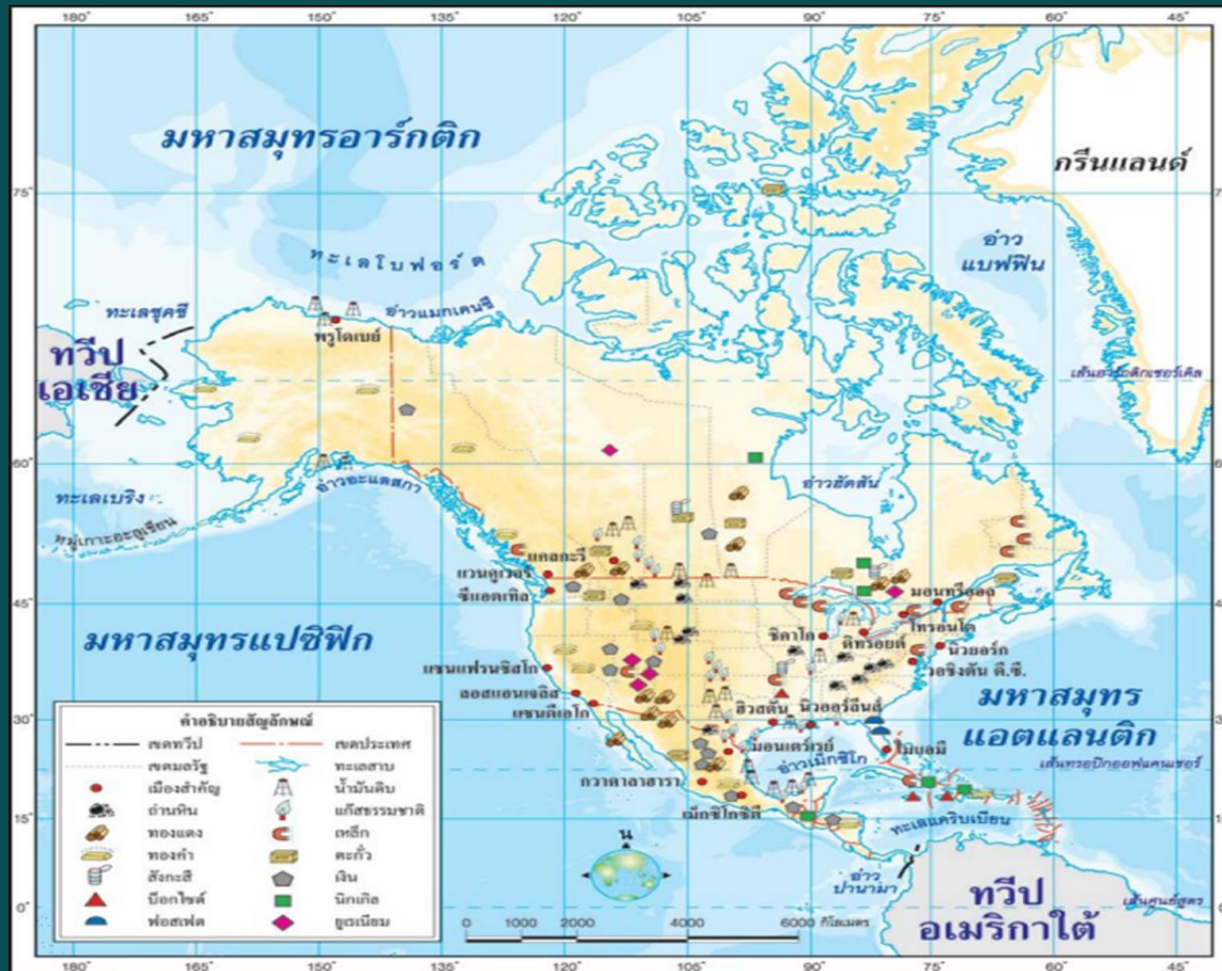 180° 165° 150° 135° 120° 105° 90° 75° 60° 45°
มหาสมุทรอาร์กติก
กรีนแลนด์
75°
อ่าว
แบฟฟิน
ทะเลโบฟอร์ต
ทะเลชุคชี
อ่าวแมกเคนซี
พรูโดเบย์
ทวีป
เอเชีย
เส้นอาร์กติกเซอร์เคิล
60°
อ่าวอะแลสกา
อ่าวฮัดสัน
ทะเลเบริง
หมู่เกาะอะลูเชียน
แคลกะรี
แวนคูเวอร์
ซีแอตเทิล
มอนทรีออล
45°
โทรอนโต
ชิคาโก
ดีทรอยต์
นิวยอร์ก
วอชิงตัน ดี.ซี.
มหาสมุทรแปซิฟิก
แซนแฟรนซิสโก
ลอสแอนเจลิส
แซนดีเอโก
ฮิวสตัน
นิวออร์ลีนส์
มหาสมุทร
แอตแลนติก
30°
ไมแอมี
มอนเตร์เรย์
อ่าวเม็กซิโก
เส้นทรอปิกออฟแคนเซอร์
กวาดาลาฮารา
เม็กซิโกซิตี
15°
ทะเลแคริบเบียน
คำอธิบายสัญลักษณ์
เขตทวีป เขตประเทศ
เขตมลรัฐ ทะเลสาบ
เมืองสำคัญ น้ำมันดิบ
ถ่านหิน แก๊สธรรมชาติ
ทองแดง เหล็ก
ทองคำ ตะกั่ว
สังกะสี เงิน
บ็อกไซต์ นิกเกิล
ฟอสเฟต ยูเรเนียม
น
อ่าว
ปานามา
ทวีป
อเมริกาใต้
เส้นศูนย์สูตร
0°
0 1000 2000 4000 6000 กิโลเมตร
180° 165° 150° 135° 120° 105° 90° 75° 60° 45°